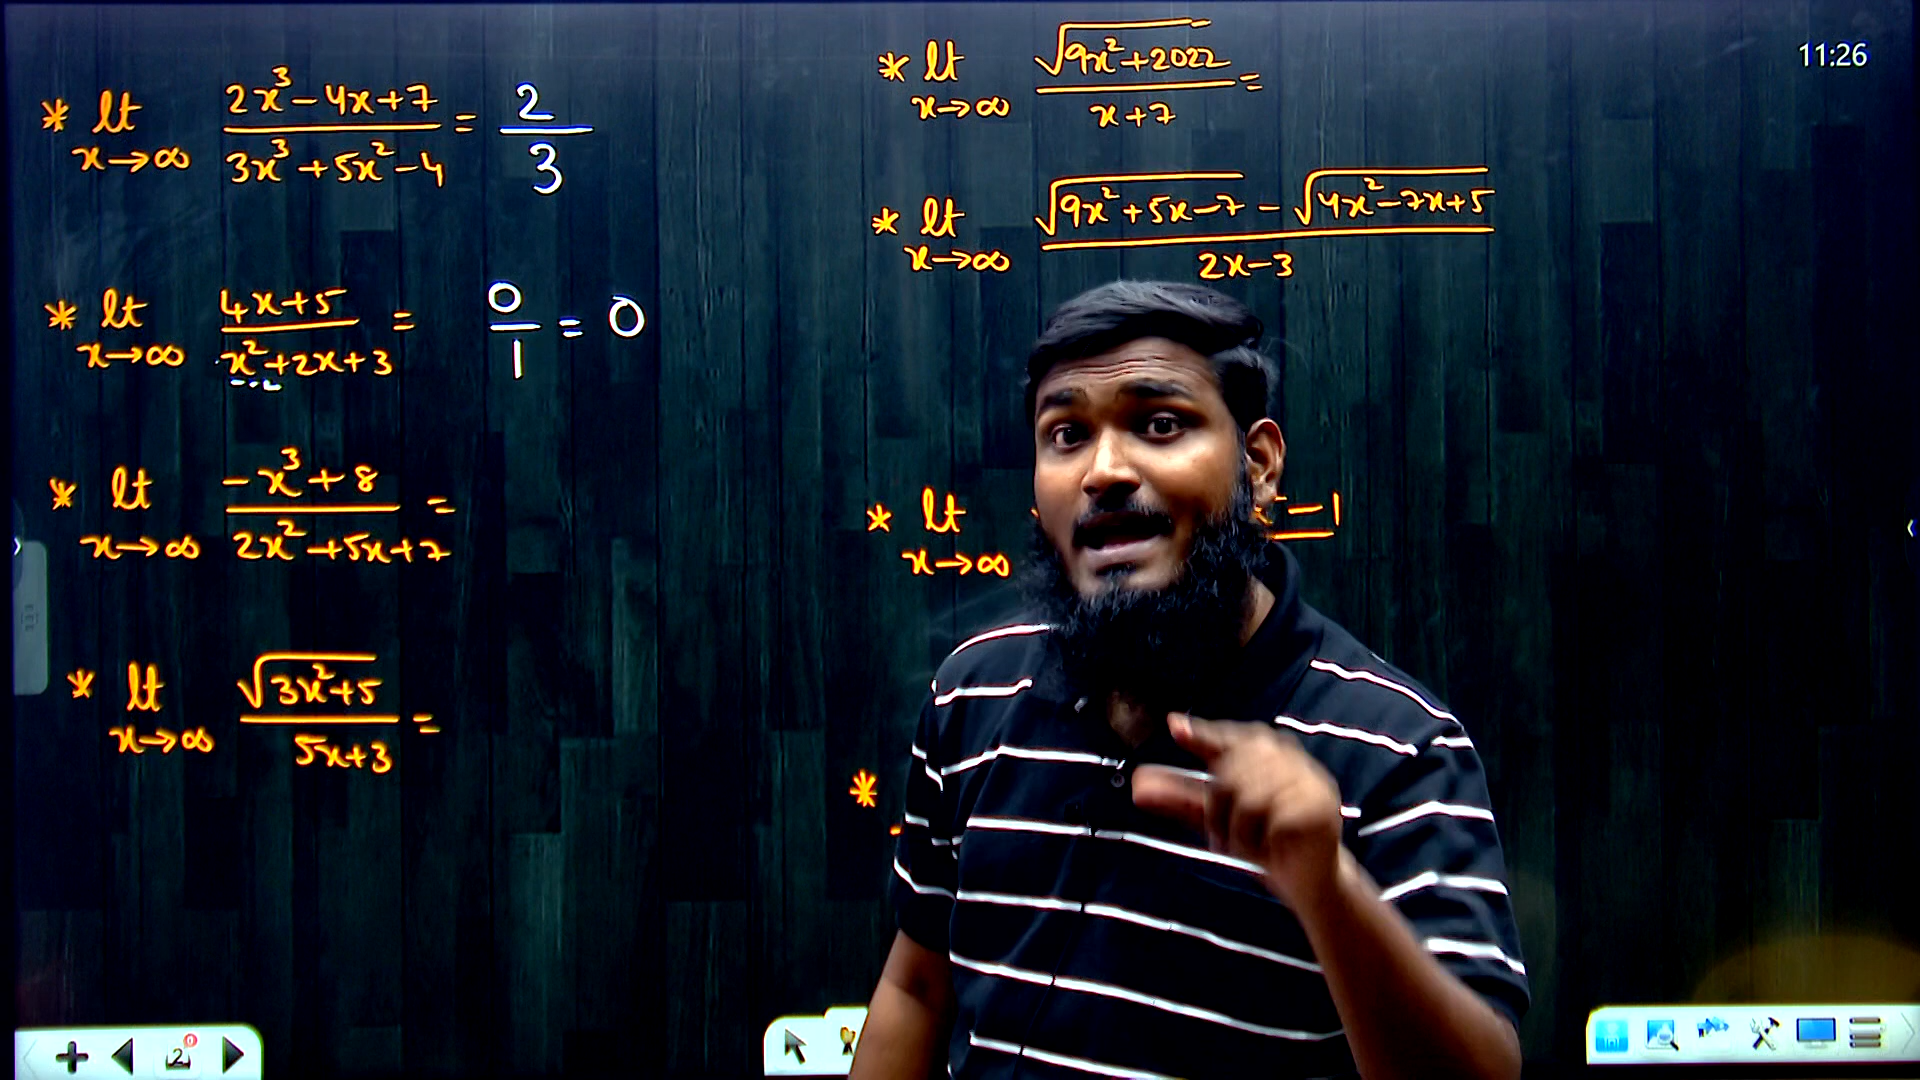 * lt x→∞ (2x³-4x+7)/(3x³+5x²-4) = 2/3
* lt x→∞ (4x+5)/(x²+2x+3) = 0/1 = 0
* lt x→∞ (-x³+8)/(2x²+5x+7) =
* lt x→∞ √(3x²+5)/(5x+3) =
* lt x→∞ √(9x²+2022)/(x+7) =
* lt x→∞ (√(9x²+5x-7) - √(4x²-7x+5))/(2x-3)
* lt x→∞ -1
*
11:26
2